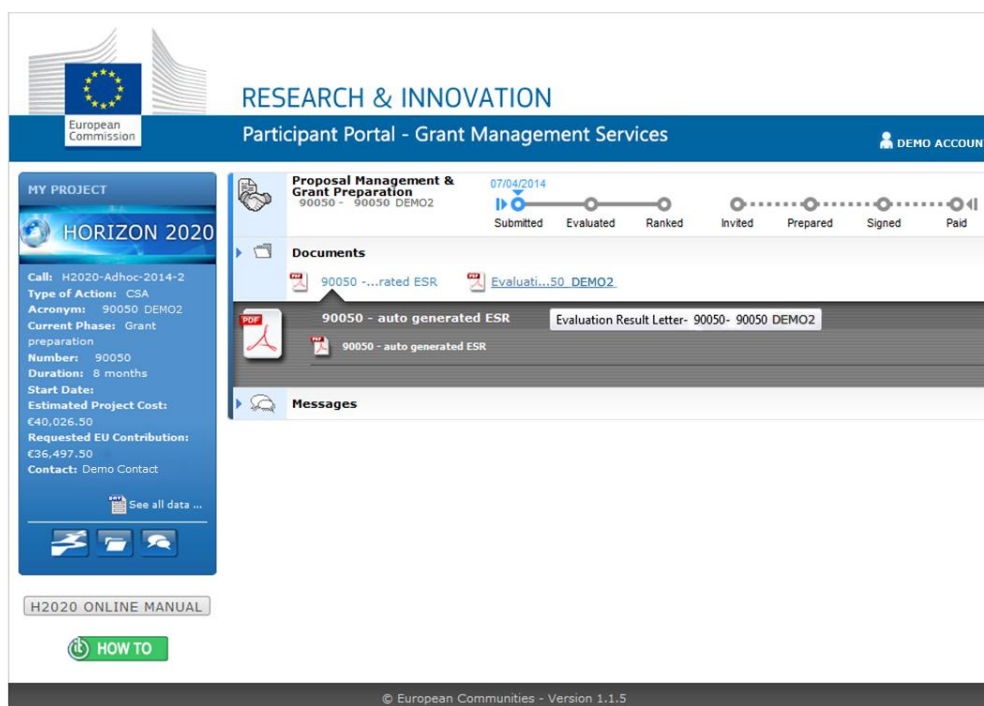 European
Commission
RESEARCH & INNOVATION
Participant Portal - Grant Management Services
DEMO ACCOUN
MY PROJECT
HORIZON 2020
Call: H2020-Adhoc-2014-2
Type of Action: CSA
Acronym: 90050 DEMO2
Current Phase: Grant
preparation
Number: 90050
Duration: 8 months
Start Date:
Estimated Project Cost:
€40,026.50
Requested EU Contribution:
€36,497.50
Contact: Demo Contact
See all data ...
H2020 ONLINE MANUAL
it HOW TO
Proposal Management &
Grant Preparation
90050 - 90050 DEMO2
07/04/2014
Submitted Evaluated Ranked Invited Prepared Signed Paid
Documents
PDF 90050 -...rated ESR PDF Evaluati...50 DEMO2
PDF 90050 - auto generated ESR Evaluation Result Letter- 90050- 90050 DEMO2
PDF 90050 - auto generated ESR
Messages
© European Communities - Version 1.1.5